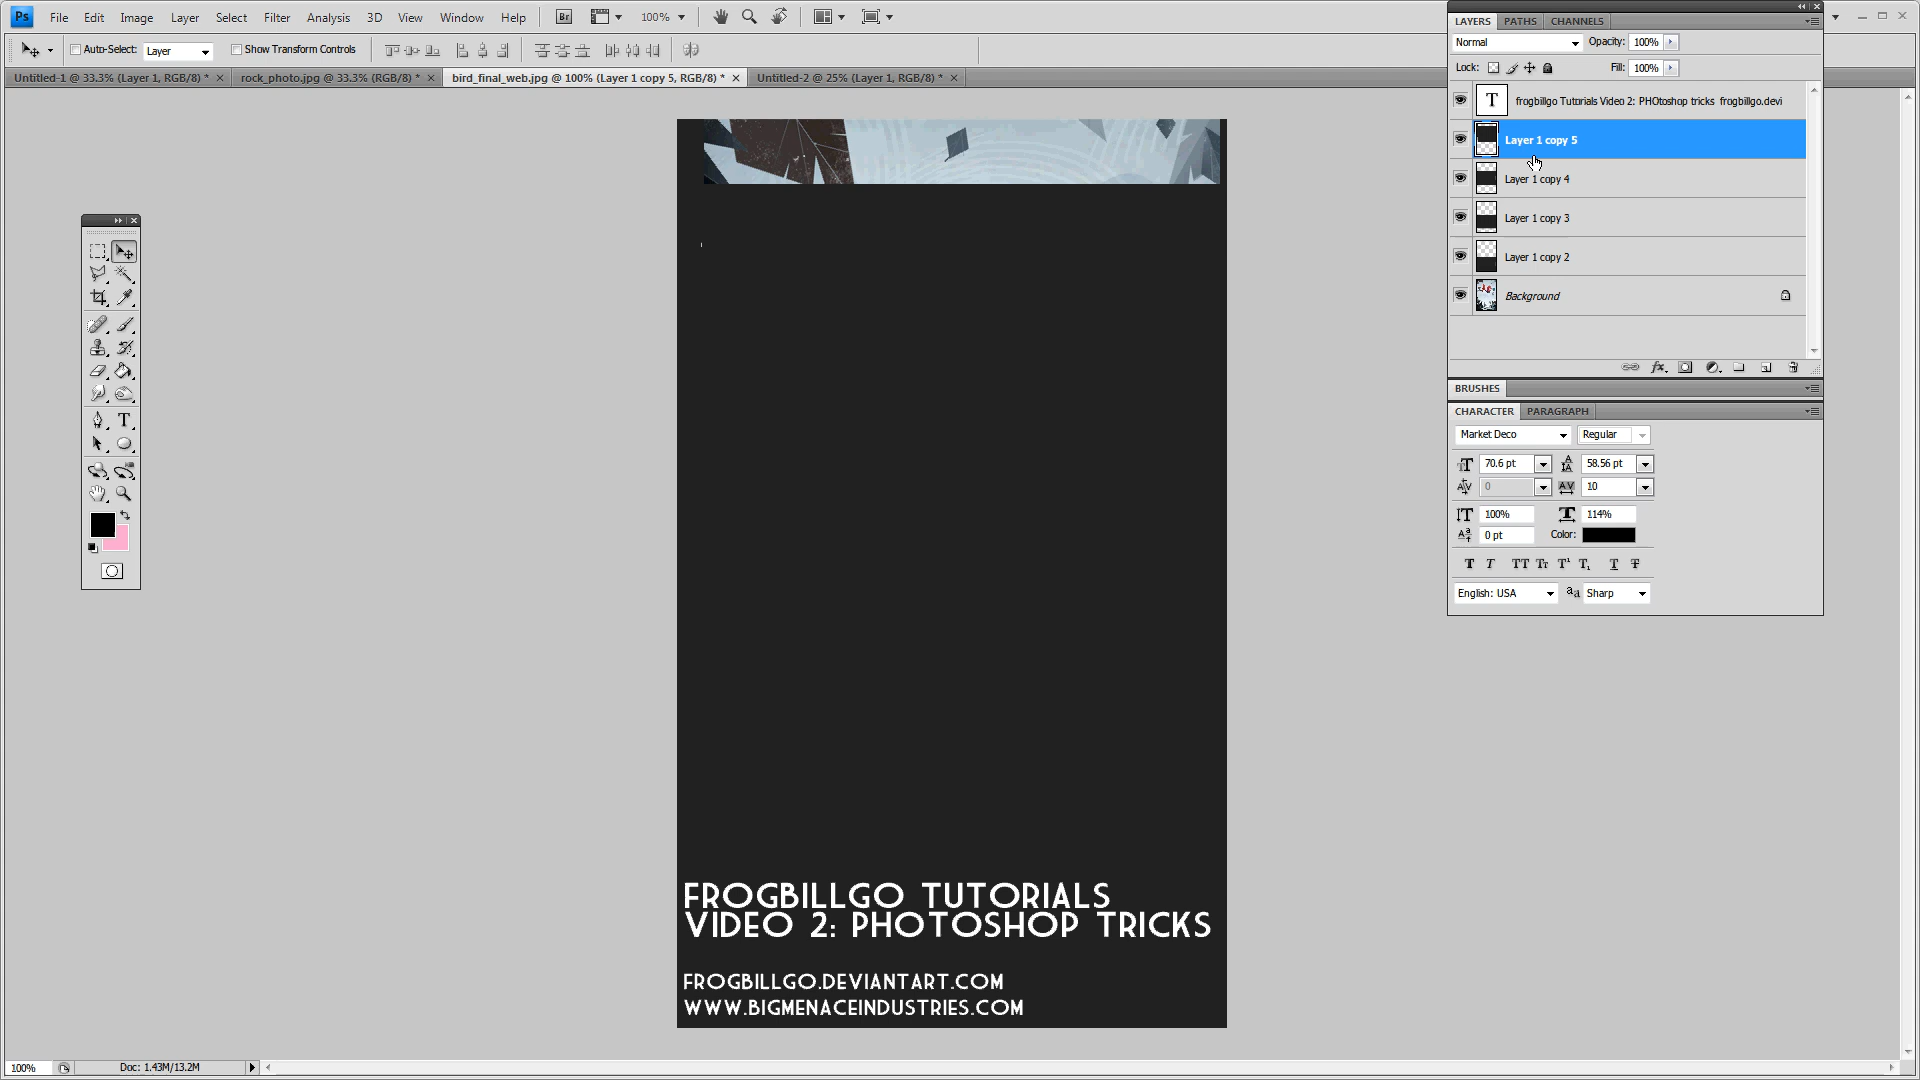 Ps File Edit Image Layer Select Filter Analysis 3D View Window Help Br 100%
Auto-Select: Layer Show Transform Controls
Untitled-1 @ 33.3% (Layer 1, RGB/8) * rock_photo.jpg @ 33.3% (RGB/8) * bird_final_web.jpg @ 100% (Layer 1 copy 5, RGB/8) * Untitled-2 @ 25% (Layer 1, RGB/8) *
LAYERS PATHS CHANNELS
Normal Opacity: 100%
Lock: Fill: 100%
T frogbillgo Tutorials Video 2: PHOtoshop tricks frogbillgo.devi
Layer 1 copy 5
Layer 1 copy 4
Layer 1 copy 3
Layer 1 copy 2
Background
fx
BRUSHES
CHARACTER PARAGRAPH
Market Deco Regular
70.6 pt 58.56 pt
0 10
100% 114%
0 pt Color:
T T TT Tt T¹ T₁ T T
English: USA aa Sharp
FROGBILLGO TUTORIALS
VIDEO 2: PHOTOSHOP TRICKS
FROGBILLGO.DEVIANTART.COM
WWW.BIGMENACEINDUSTRIES.COM
100% Doc: 1.43M/13.2M